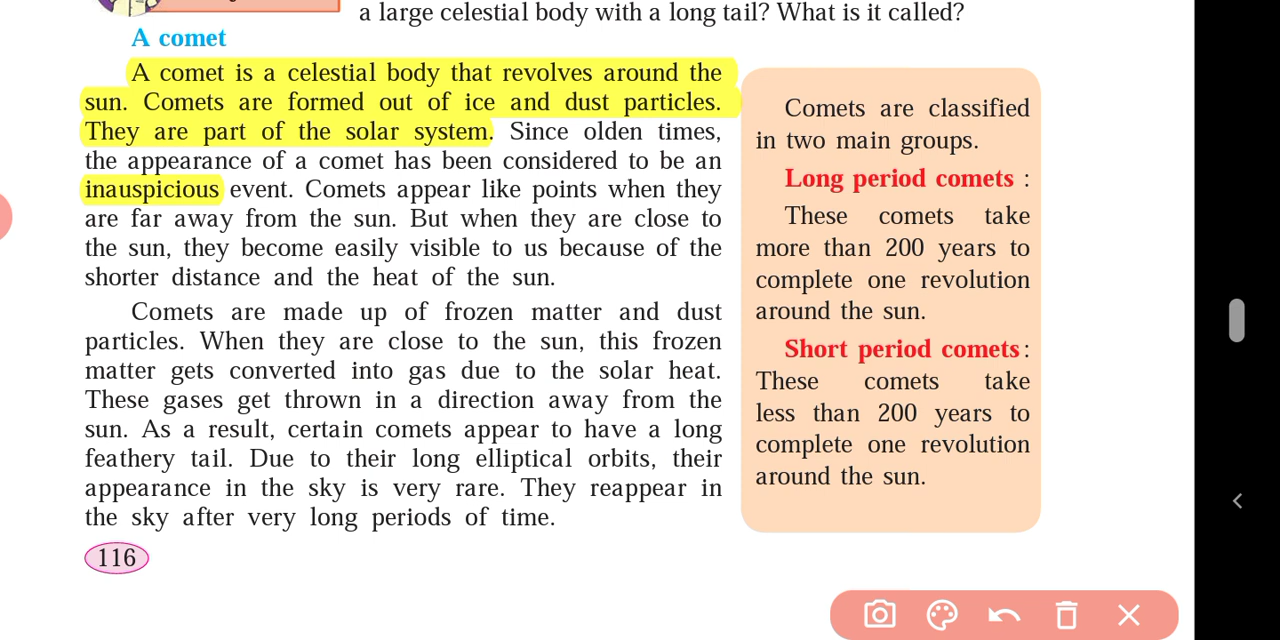 a large celestial body with a long tail? What is it called?
A comet
A comet is a celestial body that revolves around the
sun. Comets are formed out of ice and dust particles.
They are part of the solar system. Since olden times,
the appearance of a comet has been considered to be an
inauspicious event. Comets appear like points when they
are far away from the sun. But when they are close to
the sun, they become easily visible to us because of the
shorter distance and the heat of the sun.
Comets are made up of frozen matter and dust
particles. When they are close to the sun, this frozen
matter gets converted into gas due to the solar heat.
These gases get thrown in a direction away from the
sun. As a result, certain comets appear to have a long
feathery tail. Due to their long elliptical orbits, their
appearance in the sky is very rare. They reappear in
the sky after very long periods of time.
116
Comets are classified
in two main groups.
Long period comets :
These comets take
more than 200 years to
complete one revolution
around the sun.
Short period comets :
These comets take
less than 200 years to
complete one revolution
around the sun.